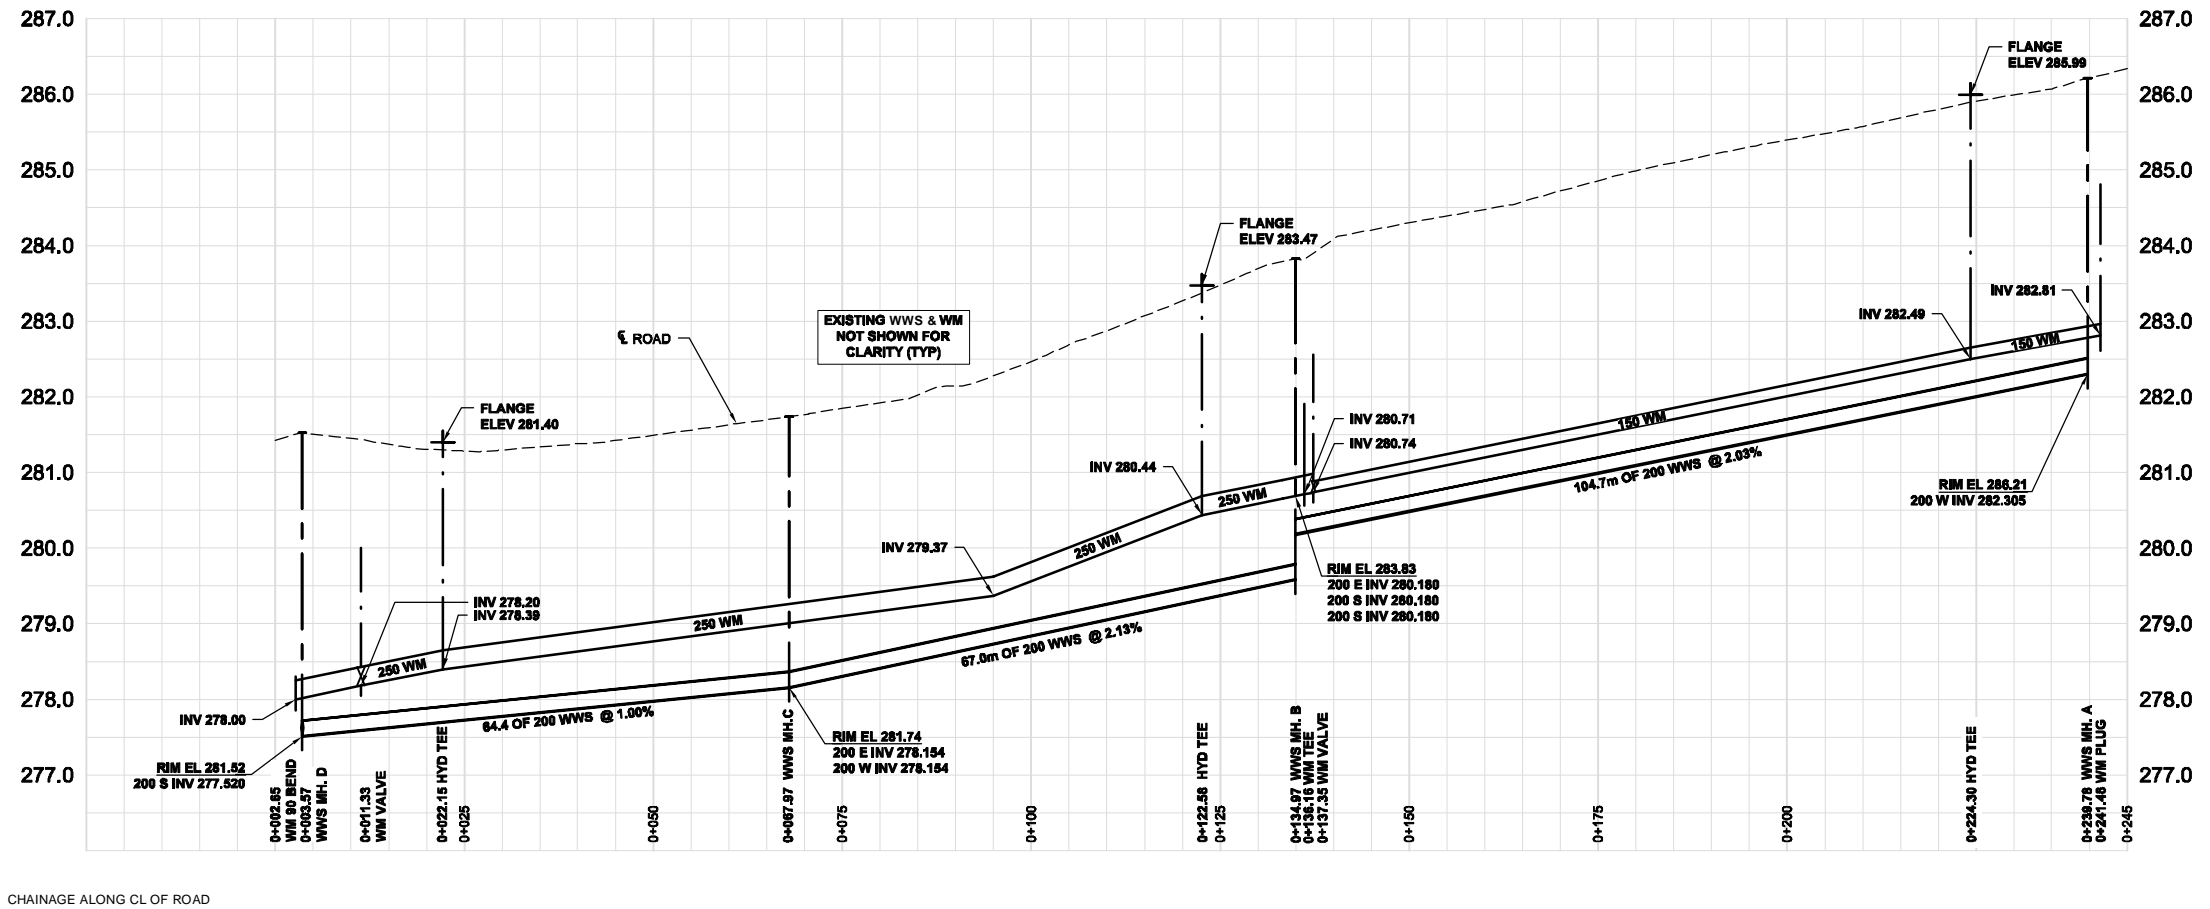 287.0
286.0
285.0
284.0
283.0
282.0
281.0
280.0
279.0
278.0
277.0
287.0
286.0
285.0
284.0
283.0
282.0
281.0
280.0
279.0
278.0
277.0
FLANGE
ELEV 285.99
FLANGE
ELEV 283.47
FLANGE
ELEV 281.40
℄ ROAD
EXISTING WWS & WM
NOT SHOWN FOR
CLARITY (TYP)
INV 282.81
INV 282.49
150 WM
150 WM
INV 280.71
INV 280.74
INV 280.44
250 WM
104.7m OF 200 WWS @ 2.03%
RIM EL 286.21
200 W INV 282.305
INV 279.37
250 WM
RIM EL 283.83
200 E INV 280.180
200 S INV 280.180
200 S INV 280.180
INV 278.20
INV 278.39
250 WM
250 WM
67.0m OF 200 WWS @ 2.13%
INV 278.00
64.4 OF 200 WWS @ 1.00%
RIM EL 281.52
200 S INV 277.520
RIM EL 281.74
200 E INV 278.154
200 W INV 278.154
0+002.65
WM 90 BEND
0+003.57
WWS MH. D
0+011.33
WM VALVE
0+022.15 HYD TEE
0+025
0+050
0+067.97 WWS MH.C
0+075
0+100
0+122.58 HYD TEE
0+125
0+134.97 WWS MH. B
0+136.16 WM TEE
0+137.35 WM VALVE
0+150
0+175
0+200
0+224.30 HYD TEE
0+239.78 WWS MH. A
0+241.48 WM PLUG
0+245
CHAINAGE ALONG CL OF ROAD